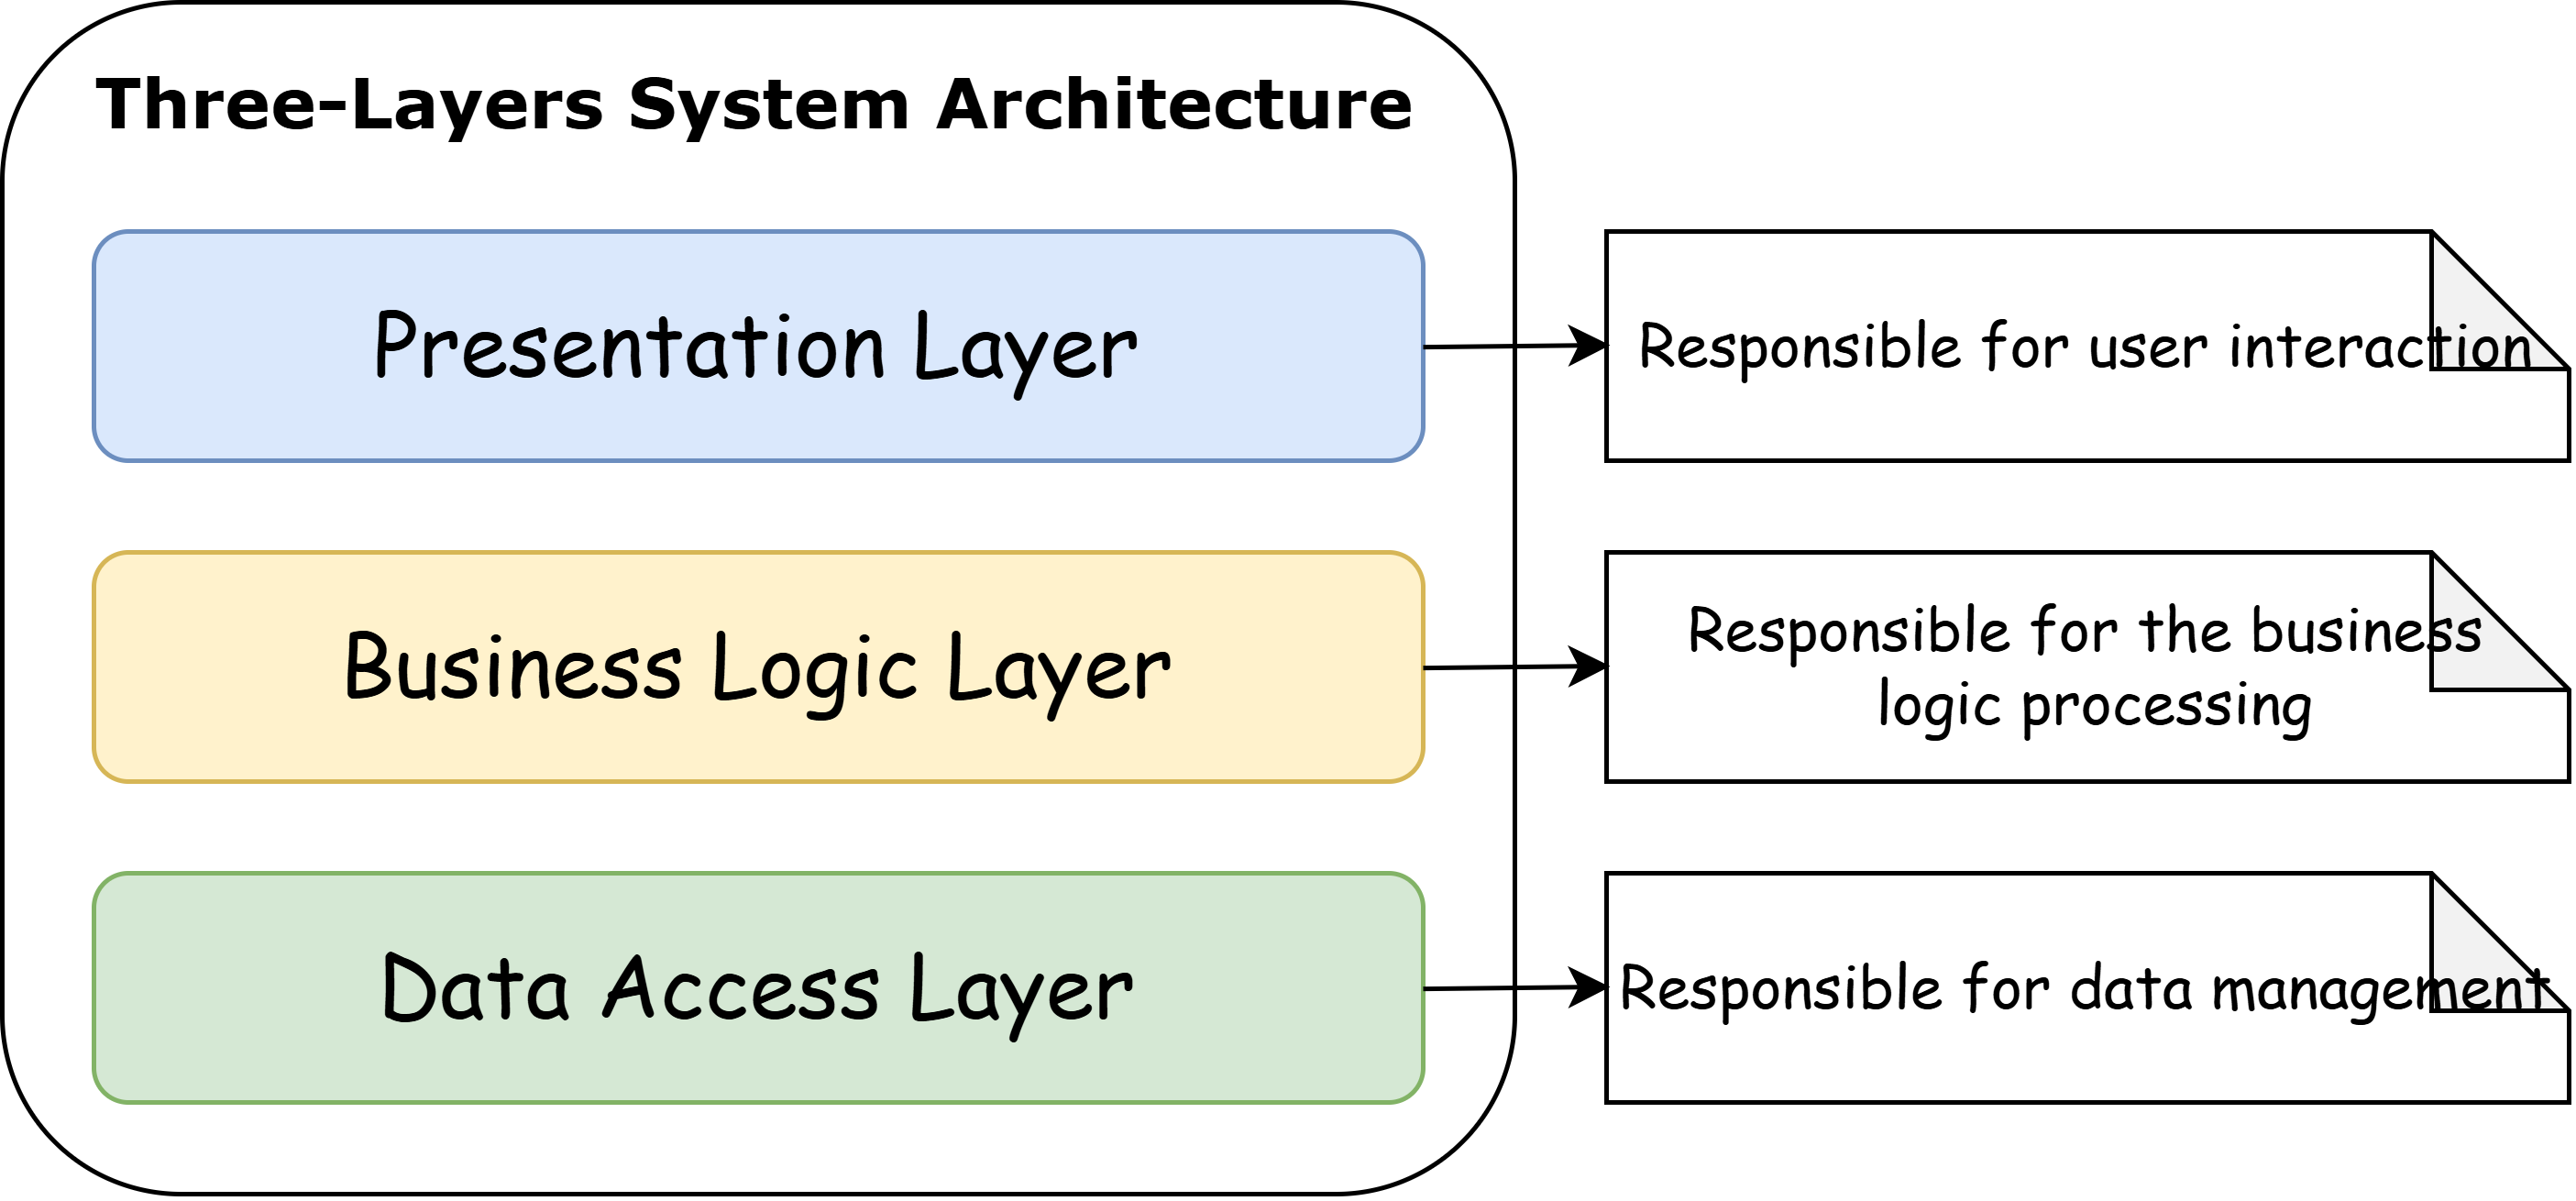 Three-Layers System Architecture
Presentation Layer
Responsible for user interaction
Business Logic Layer
Responsible for the business
logic processing
Data Access Layer
Responsible for data management